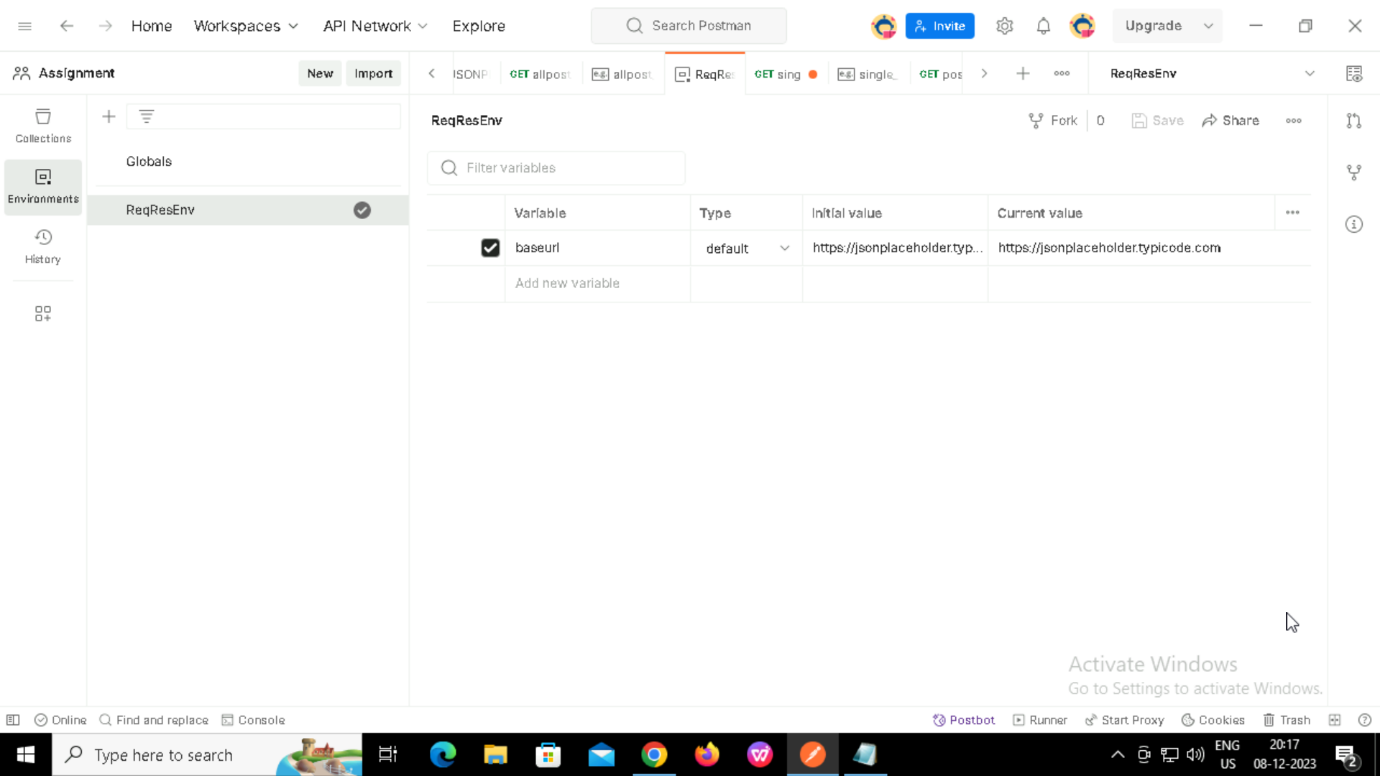 Home Workspaces API Network Explore Search Postman Invite Upgrade
Assignment New Import JSONP GET allpost allpost ReqRes GET sing single_ GET pos ReqResEnv
Collections
Environments
History
Globals
ReqResEnv
ReqResEnv Fork 0 Save Share
Filter variables
Variable Type Initial value Current value
baseurl default https://jsonplaceholder.typ... https://jsonplaceholder.typicode.com
Add new variable
Activate Windows
Go to Settings to activate Windows.
Online Find and replace Console Postbot Runner Start Proxy Cookies Trash
Type here to search
ENG
US
20:17
08-12-2023
2